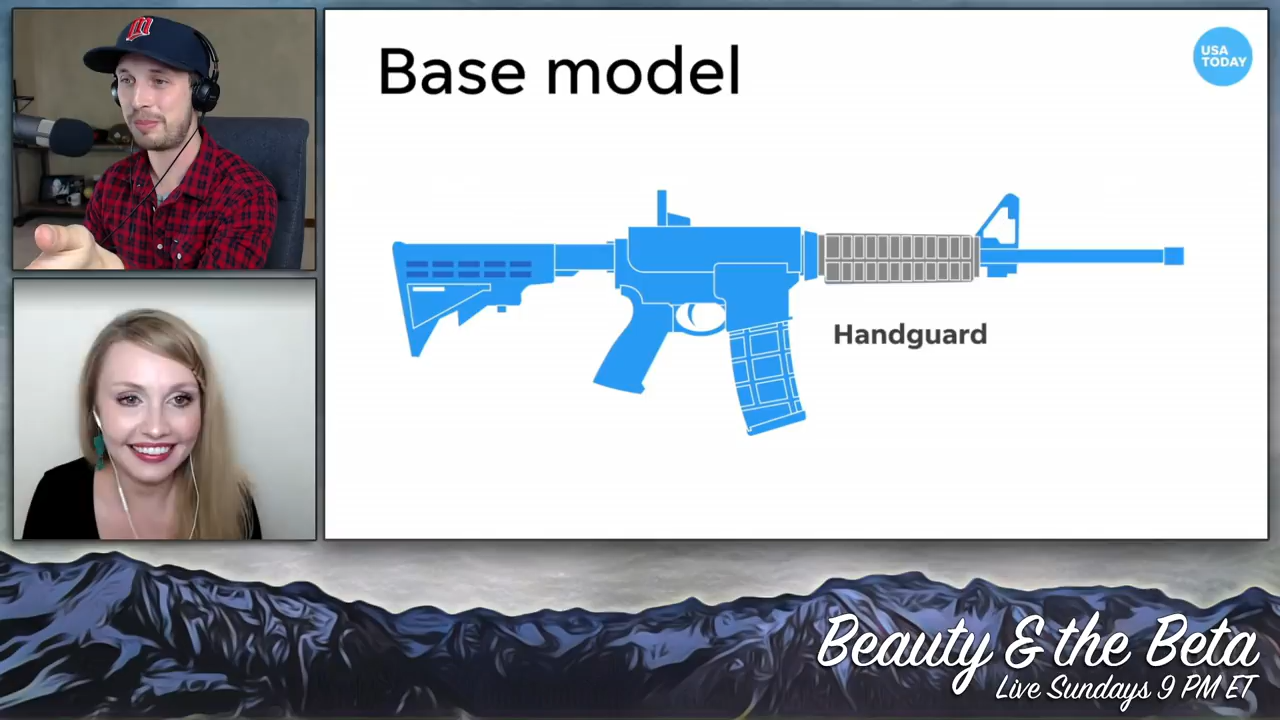 Base model
USA
TODAY
Handguard
Beauty & the Beta
Live Sundays 9 PM ET